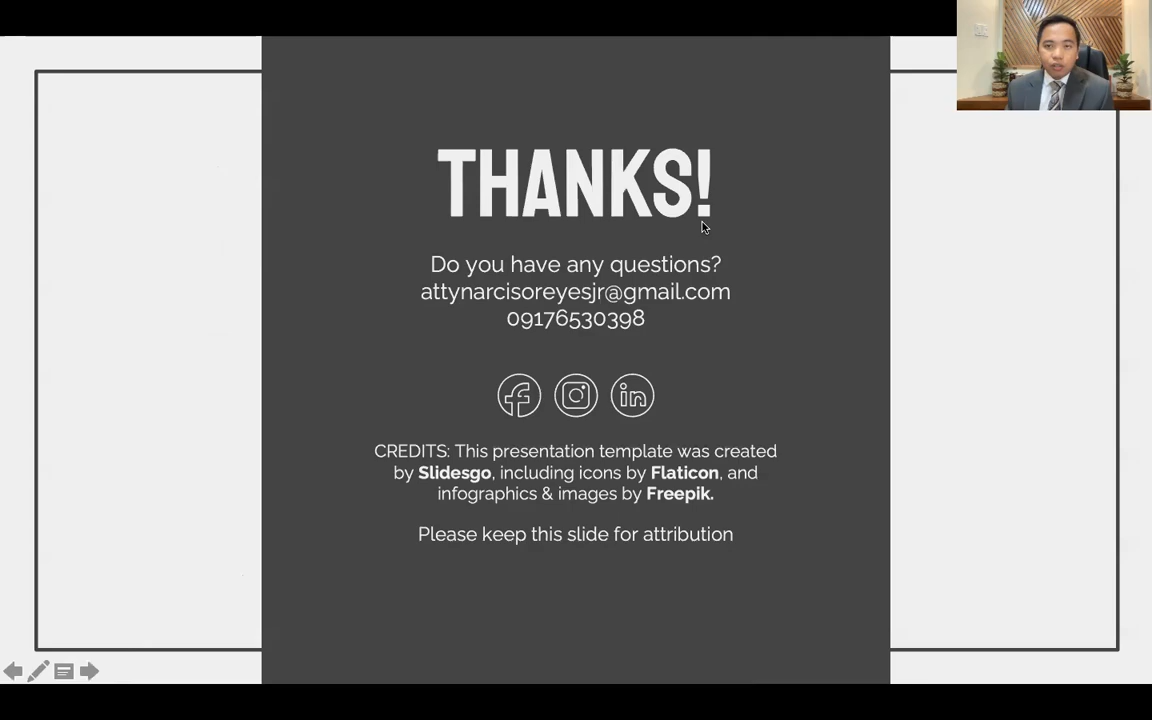 THANKS!
Do you have any questions?
attynarcisoreyesjr@gmail.com
09176530398
CREDITS: This presentation template was created
by Slidesgo, including icons by Flaticon, and
infographics & images by Freepik.
Please keep this slide for attribution